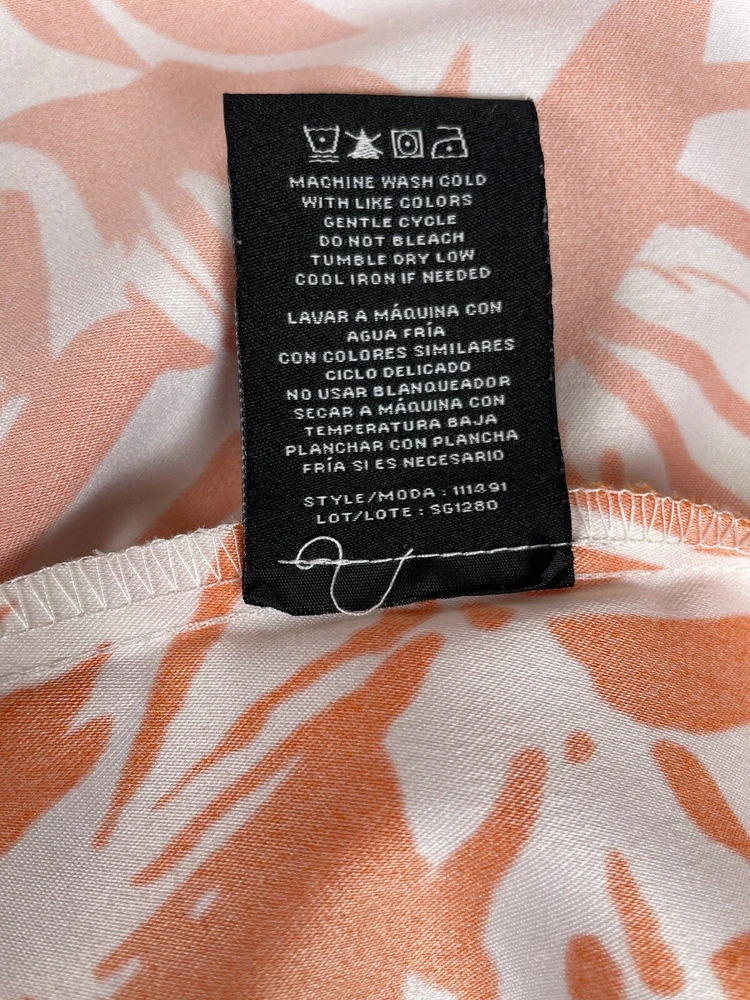 MACHINE WASH COLD
WITH LIKE COLORS
GENTLE CYCLE
DO NOT BLEACH
TUMBLE DRY LOW
COOL IRON IF NEEDED
LAVAR A MÁQUINA CON
AGUA FRÍA
CON COLORES SIMILARES
CICLO DELICADO
NO USAR BLANQUEADOR
SECAR A MÁQUINA CON
TEMPERATURA BAJA
PLANCHAR CON PLANCHA
FRÍA SI ES NECESARIO
STYLE/MODA : 111491
LOT/LOTE : SG1280